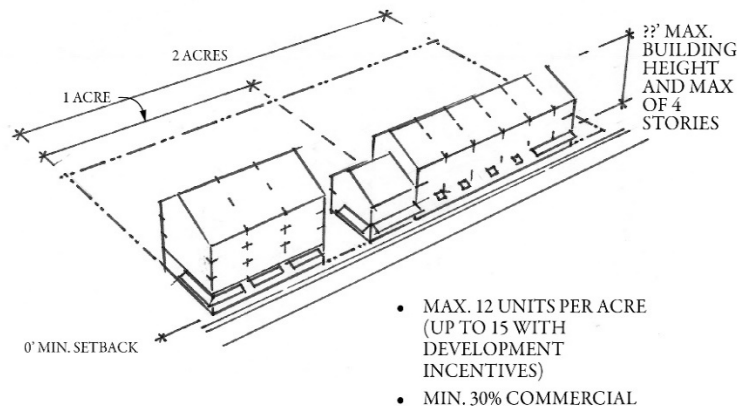 2 ACRES
1 ACRE
??' MAX.
BUILDING
HEIGHT
AND MAX
OF 4
STORIES
0' MIN. SETBACK
• MAX. 12 UNITS PER ACRE
(UP TO 15 WITH
DEVELOPMENT
INCENTIVES)
• MIN. 30% COMMERCIAL